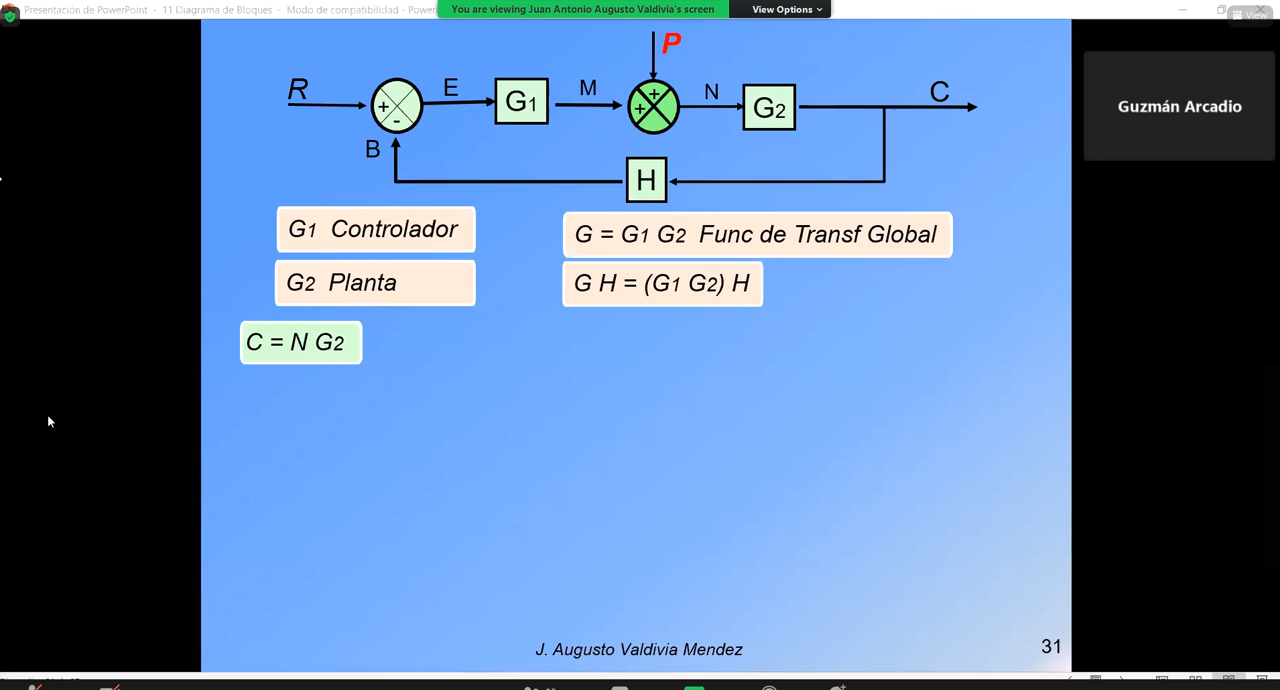 Presentación de PowerPoint - 11 Diagrama de Bloques - Modo de compatibilidad -
You are viewing Juan Antonio Augusto Valdivia's screen
View Options
View
P
R
+
-
E
G1
M
+
+
N
G2
C
B
H
Guzmán Arcadio
G1 Controlador
G = G1 G2 Func de Transf Global
G2 Planta
G H = (G1 G2) H
C = N G2
J. Augusto Valdivia Mendez
31